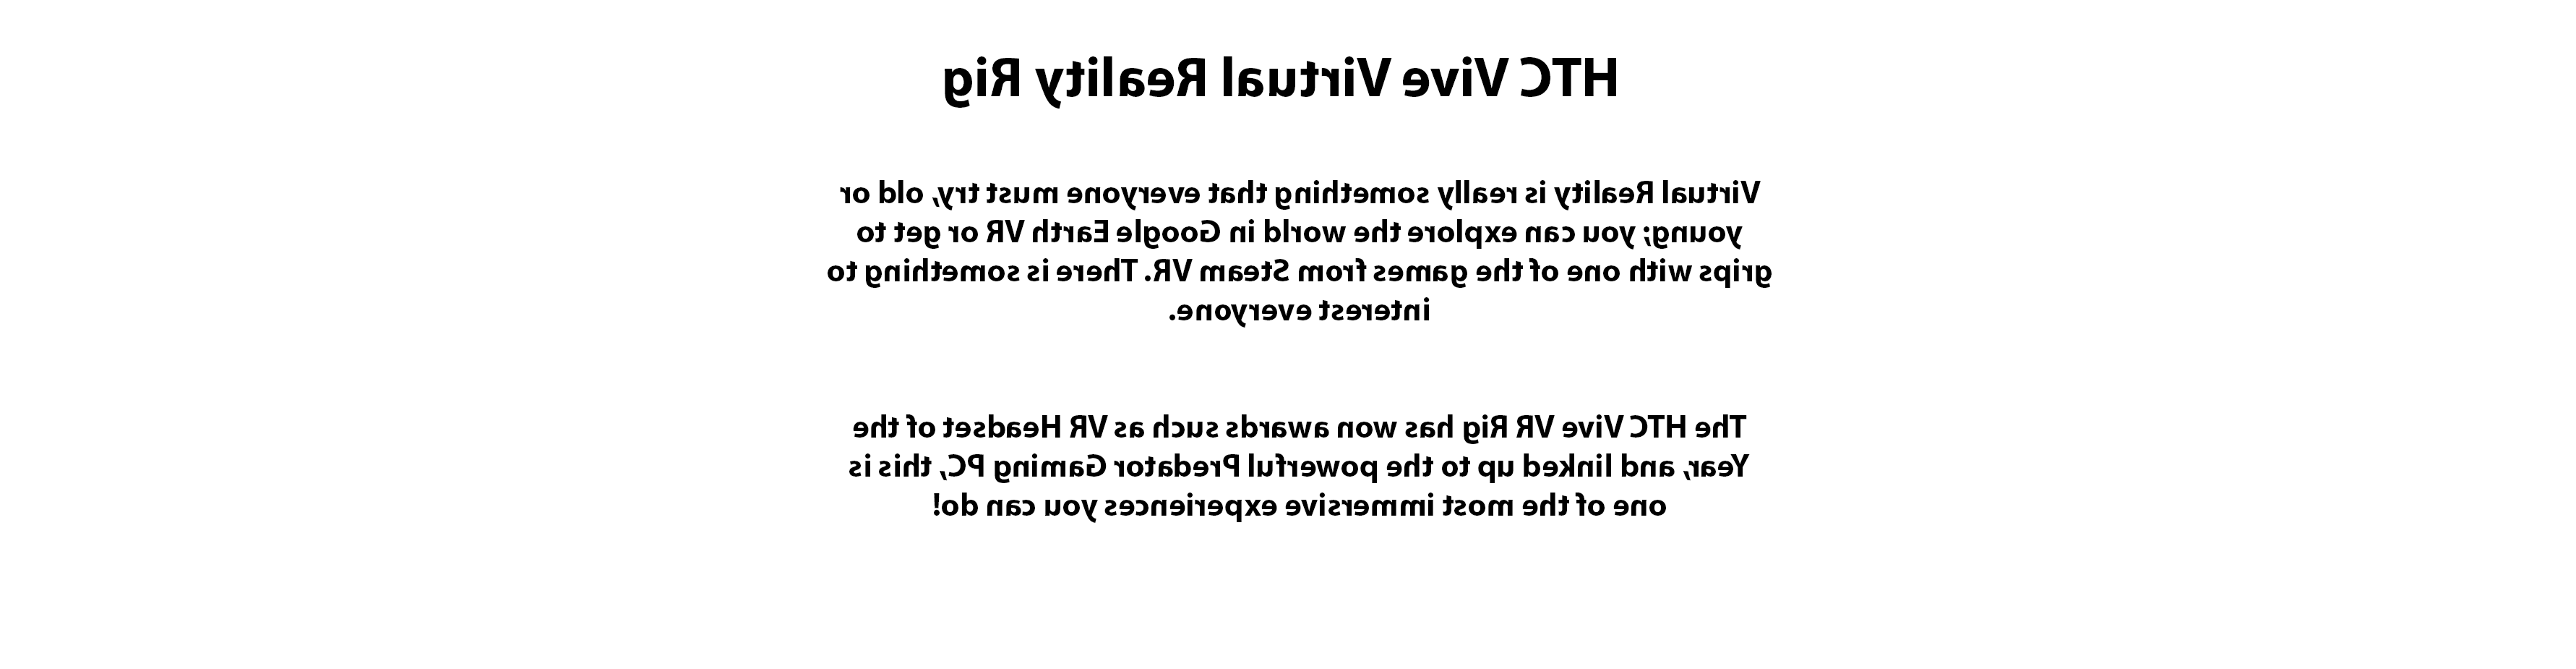 HTC Vive Virtual Reality Rig
Virtual Reality is really something that everyone must try, old or
young; you can explore the world in Google Earth VR or get to
grips with one of the games from Steam VR. There is something to
interest everyone.
The HTC Vive VR Rig has won awards such as VR Headset of the
Year, and linked up to the powerful Predator Gaming PC, this is
one of the most immersive experiences you can do!